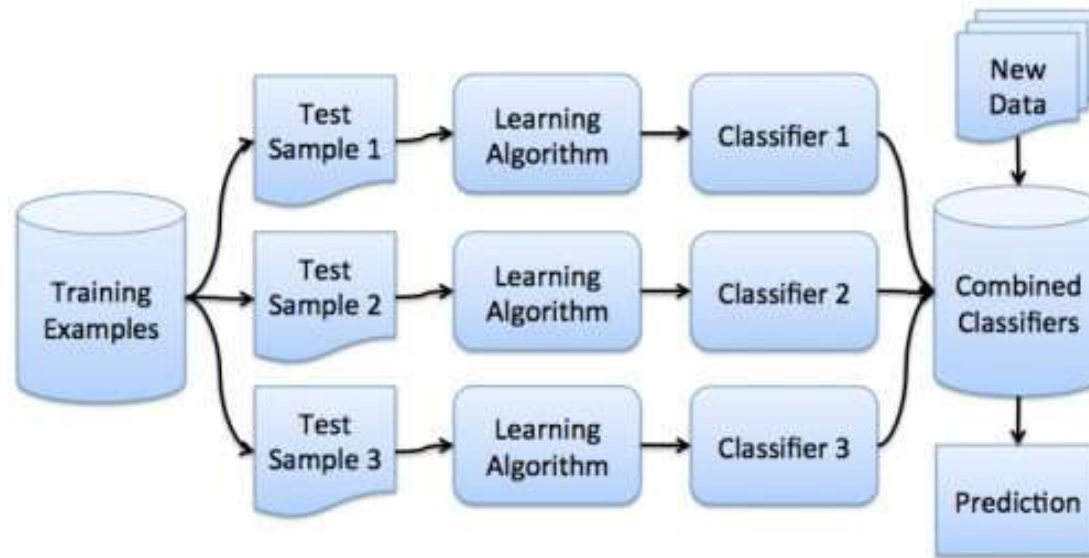 Training
Examples
Test
Sample 1
Learning
Algorithm
Classifier 1
Test
Sample 2
Learning
Algorithm
Classifier 2
Test
Sample 3
Learning
Algorithm
Classifier 3
New
Data
Combined
Classifiers
Prediction